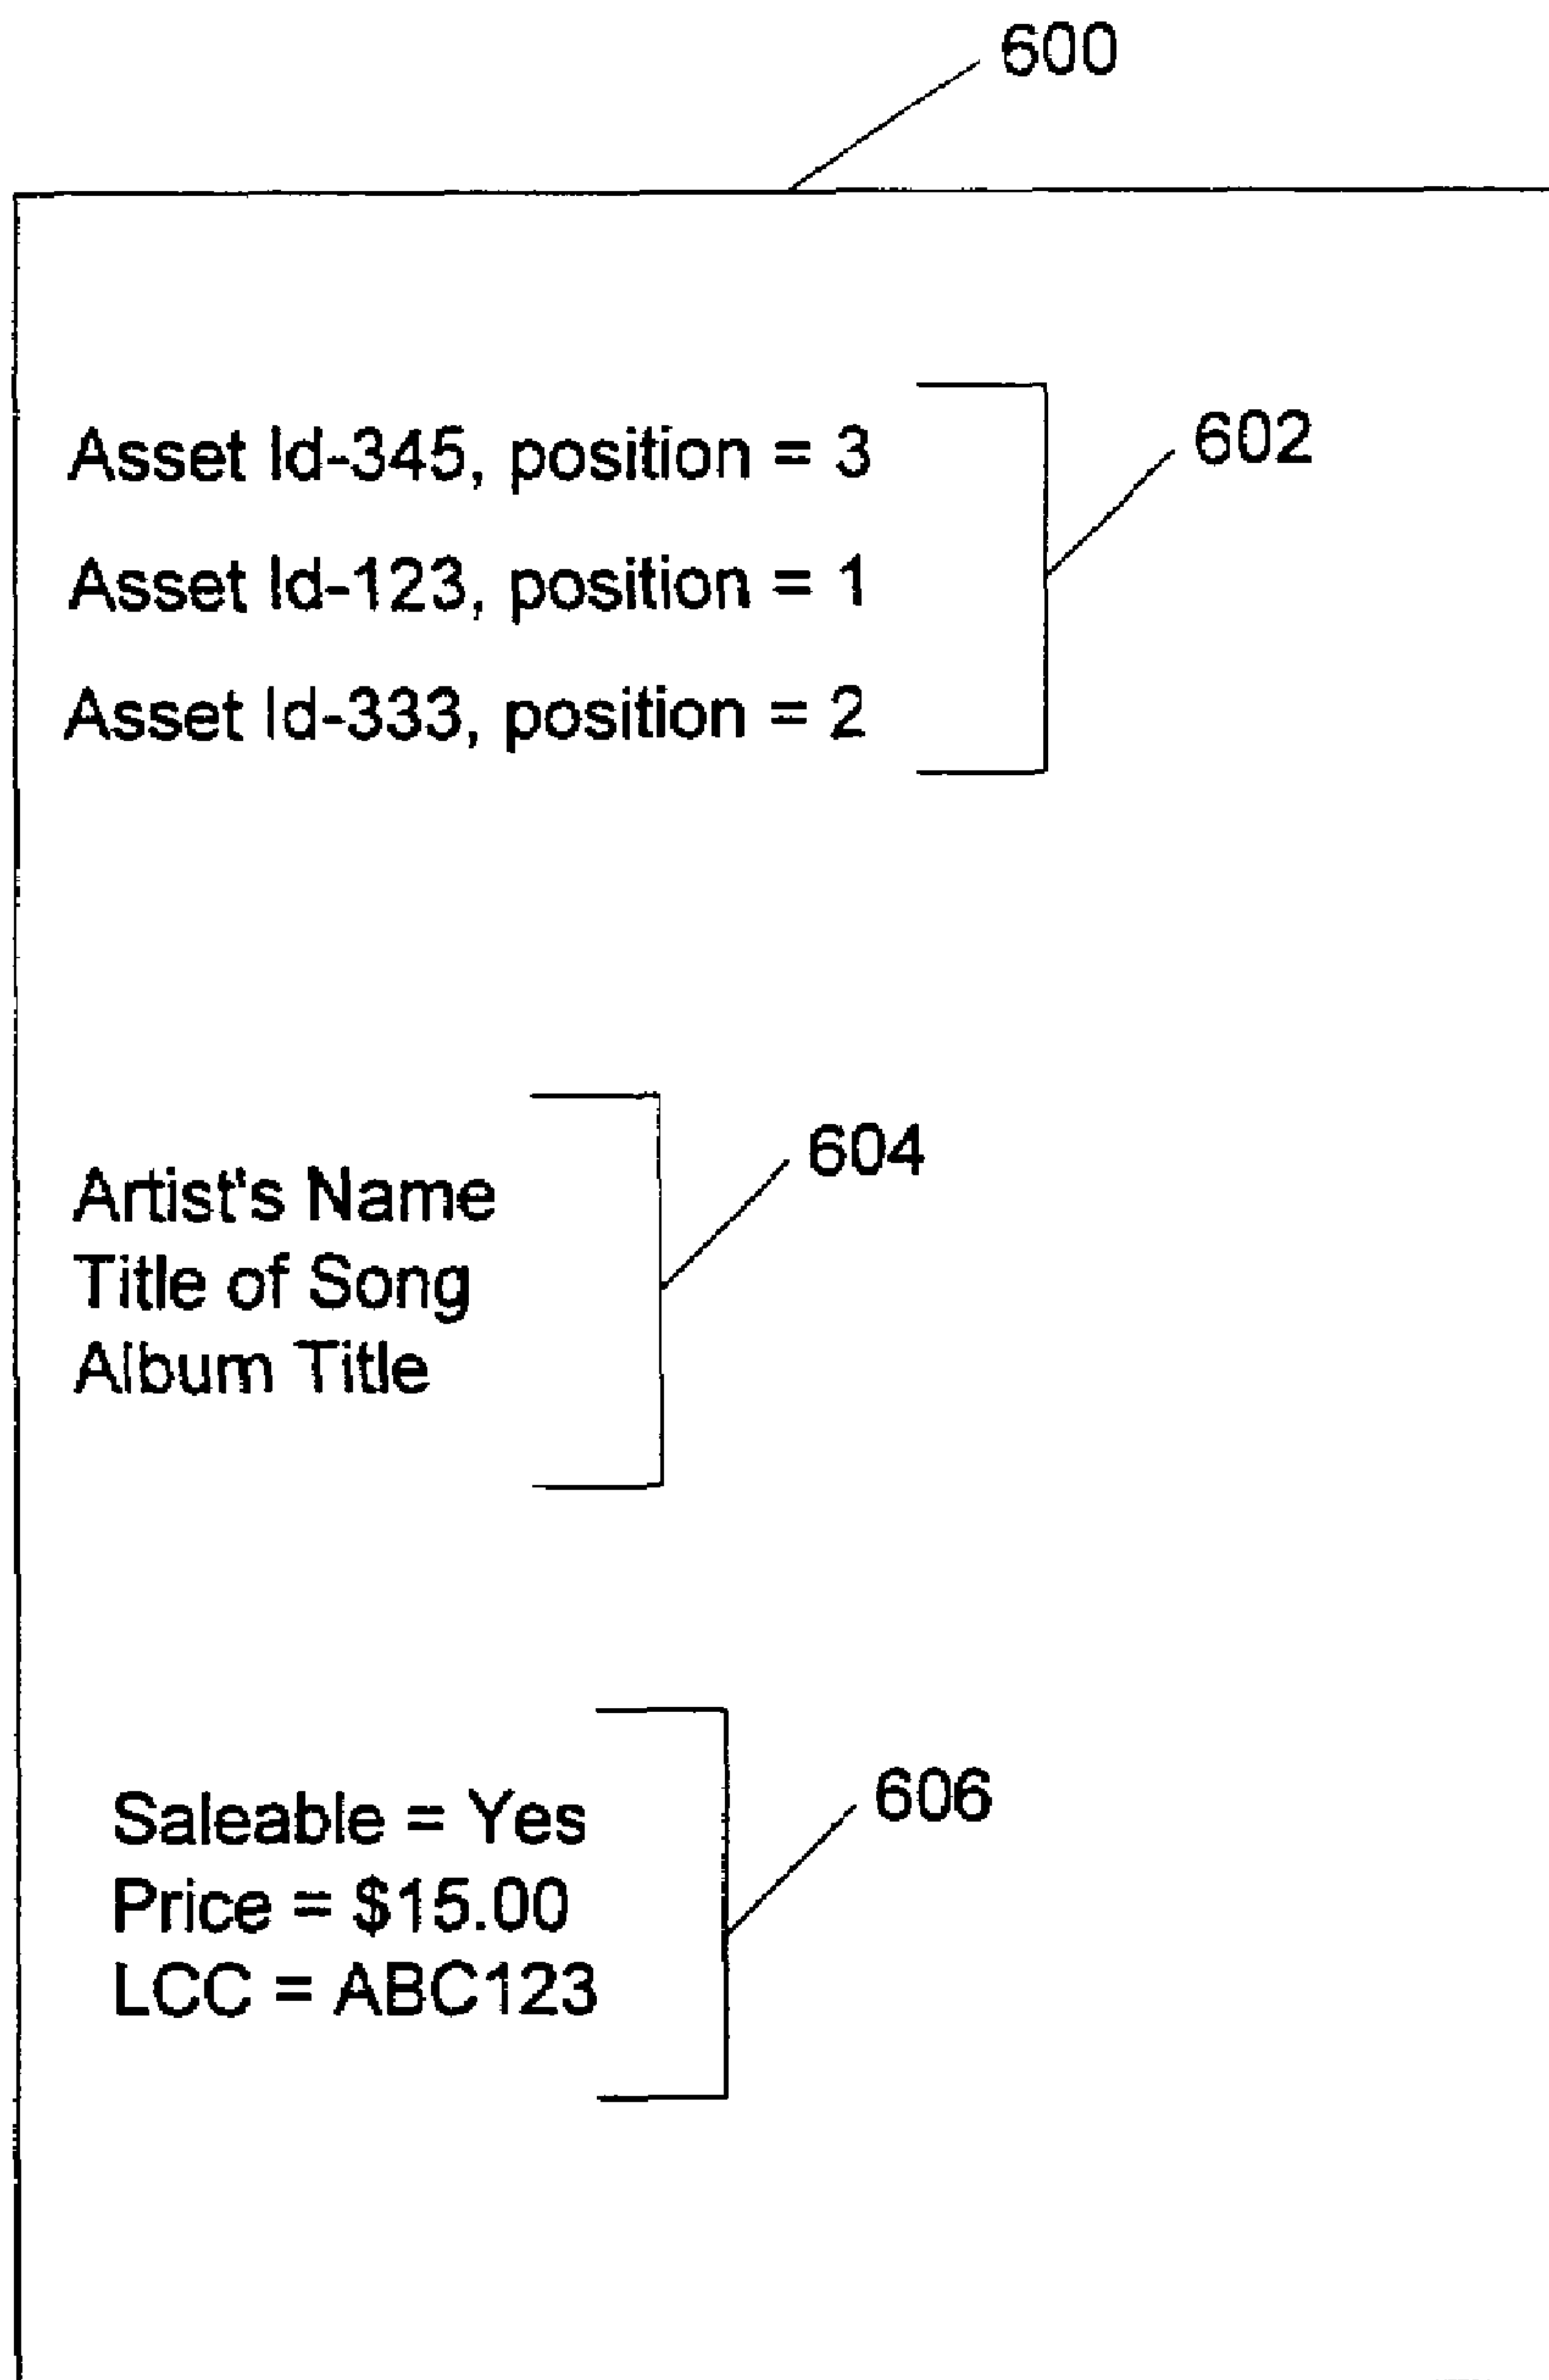 600
Asset Id-345, position = 3
602
Asset Id-123, position = 1
Asset Id-333, position = 2
604
Artist's Name
Title of Song
Album Title
606
Saleable = Yes
Price = $15.00
LCC = ABC123